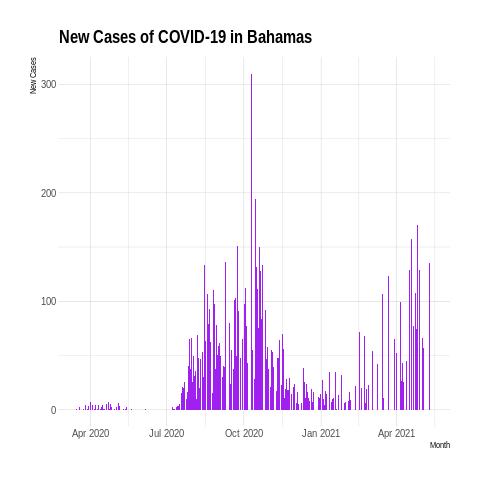 New Cases of COVID-19 in Bahamas
New Cases
300
200
100
0
Apr 2020
Jul 2020
Oct 2020
Jan 2021
Apr 2021
Month